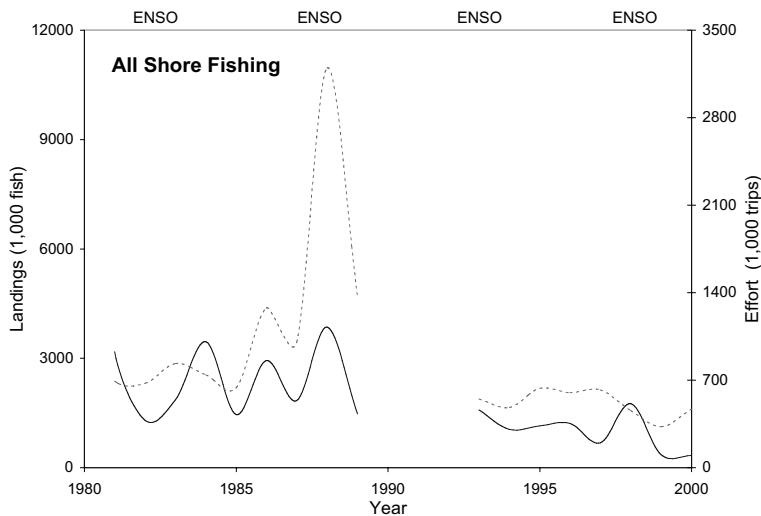 ENSO ENSO ENSO ENSO
12000 3500
All Shore Fishing
2800
9000
2100
6000
1400
3000
700
0 0
1980 1985 1990 1995 2000
Year
Landings (1,000 fish)
Effort (1,000 trips)